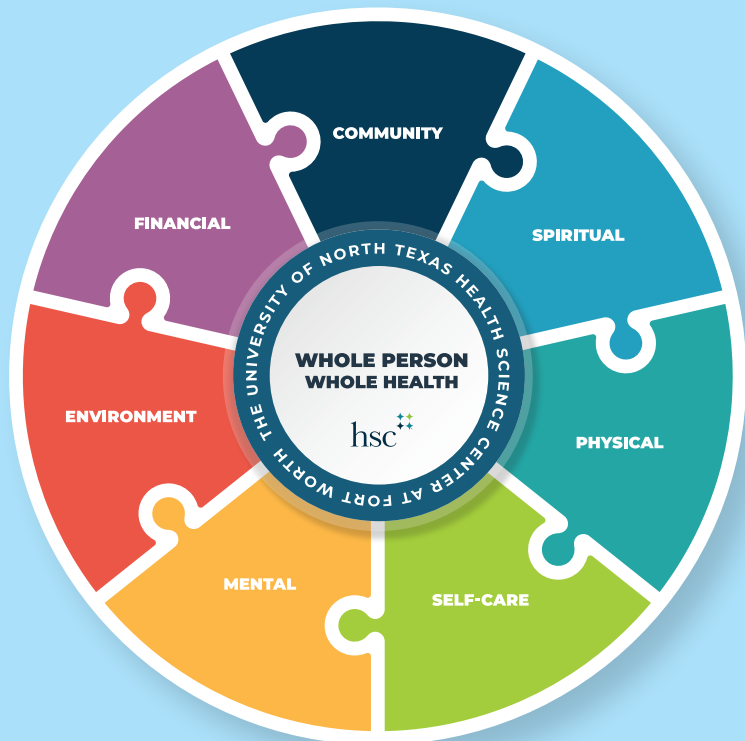 COMMUNITY
SPIRITUAL
PHYSICAL
SELF-CARE
MENTAL
ENVIRONMENT
FINANCIAL
THE UNIVERSITY OF NORTH TEXAS HEALTH SCIENCE CENTER AT FORT WORTH
WHOLE PERSON
WHOLE HEALTH
hsc